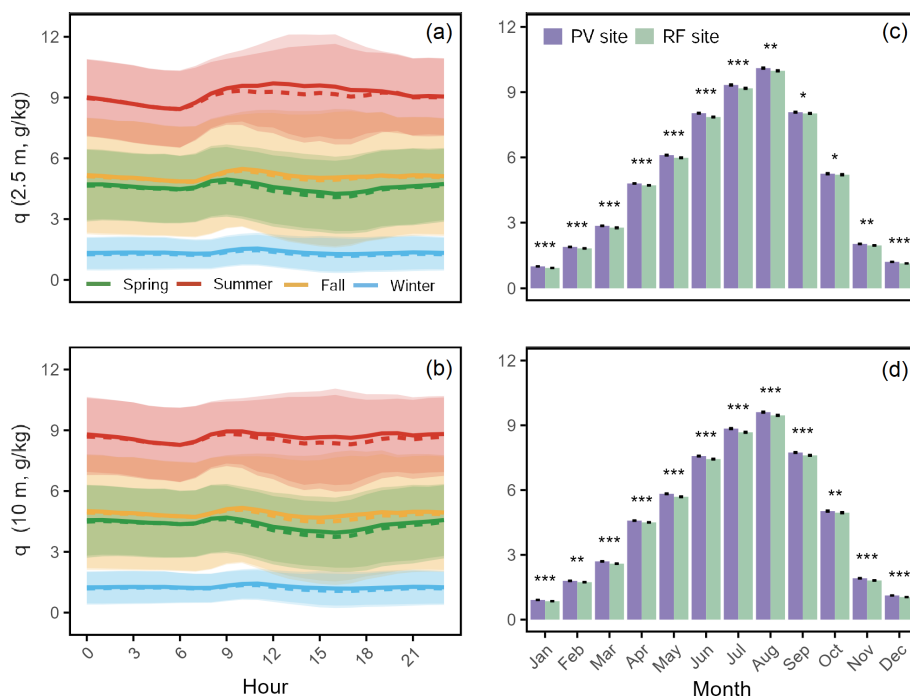 (a)
12
9
6
3
0
q (2.5 m, g/kg)
Spring Summer Fall Winter
(c)
PV site RF site
12
9
6
3
0
*** *** *** *** *** *** *** ** * * ** ***
(b)
12
9
6
3
0
q (10 m, g/kg)
0 3 6 9 12 15 18 21
Hour
(d)
12
9
6
3
0
*** ** *** *** *** *** *** *** *** ** *** ***
Jan Feb Mar Apr May Jun Jul Aug Sep Oct Nov Dec
Month